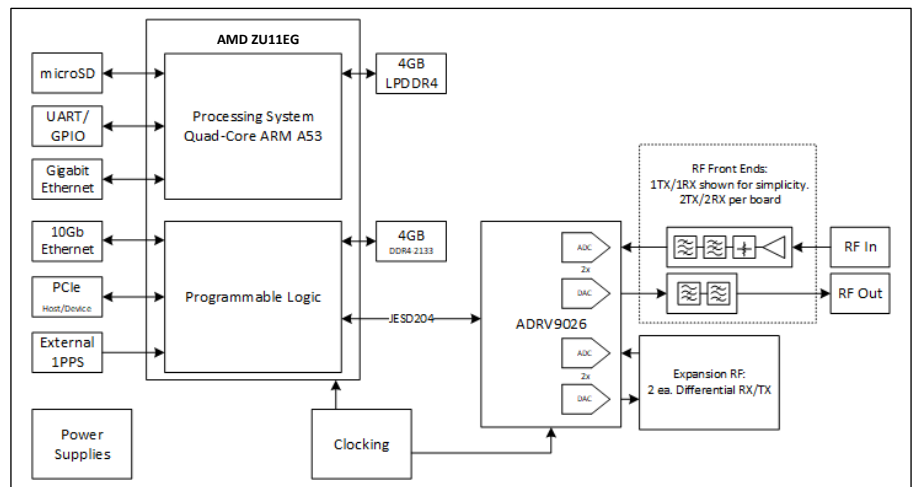 AMD ZU11EG
microSD
UART/
GPIO
Gigabit
Ethernet
Processing System
Quad-Core ARM A53
4GB
LPDDR4
10Gb
Ethernet
PCIe
Host/Device
External
1PPS
Programmable Logic
4GB
DDR4 2133
JESD204
RF Front Ends:
1TX/1RX shown for simplicity.
2TX/2RX per board
RF In
RF Out
ADC
2x
DAC
ADRV9026
ADC
2x
DAC
Expansion RF:
2 ea. Differential RX/TX
Power
Supplies
Clocking